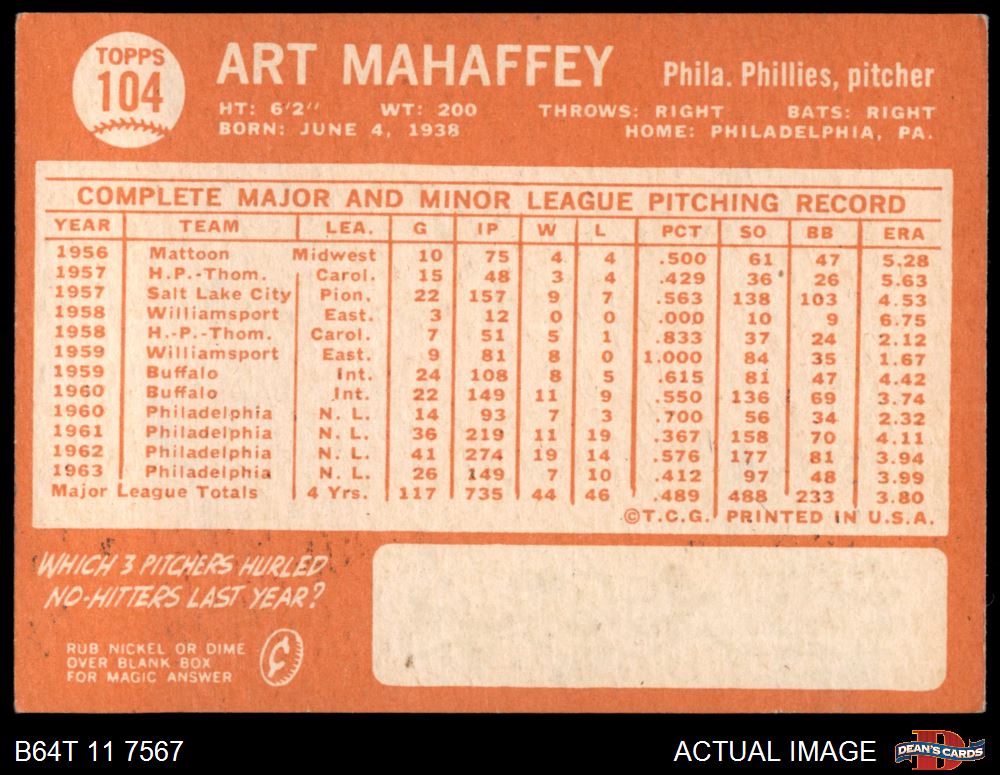 TOPPS
104
ART MAHAFFEY Phila. Phillies, pitcher
HT: 6'2" WT: 200 THROWS: RIGHT BATS: RIGHT
BORN: JUNE 4, 1938 HOME: PHILADELPHIA, PA.
COMPLETE MAJOR AND MINOR LEAGUE PITCHING RECORD
YEAR TEAM LEA. G IP W L PCT SO BB ERA
1956 Mattoon Midwest 10 75 4 4 .500 61 47 5.28
1957 H.P.-Thom. Carol. 15 48 3 4 .429 36 26 5.63
1957 Salt Lake City Pion. 22 157 9 7 .563 138 103 4.53
1958 Williamsport East. 3 12 0 0 .000 10 9 6.75
1958 H.-P.-Thom. Carol. 7 51 5 1 .833 37 24 2.12
1959 Williamsport East. 9 81 8 0 1.000 84 35 1.67
1959 Buffalo Int. 24 108 8 5 .615 81 47 4.42
1960 Buffalo Int. 22 149 11 9 .550 136 69 3.74
1960 Philadelphia N. L. 14 93 7 3 .700 56 34 2.32
1961 Philadelphia N. L. 36 219 11 19 .367 158 70 4.11
1962 Philadelphia N. L. 41 274 19 14 .576 177 81 3.94
1963 Philadelphia N. L. 26 149 7 10 .412 97 48 3.99
Major League Totals 4 Yrs. 117 735 44 46 .489 488 233 3.80
©T.C.G. PRINTED IN U.S.A.
WHICH 3 PITCHERS HURLED
NO-HITTERS LAST YEAR?
RUB NICKEL OR DIME
OVER BLANK BOX
FOR MAGIC ANSWER
¢
B64T 11 7567 ACTUAL IMAGE D DEAN'S CARDS